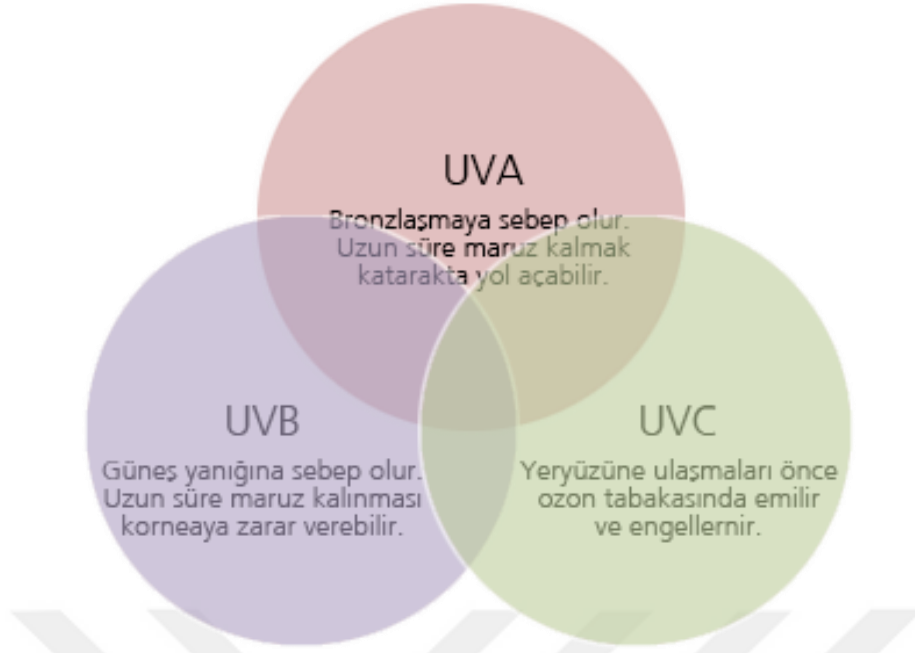 UVA
Bronzlaşmaya sebep olur.
Uzun süre maruz kalmak
katarakta yol açabilir.
UVB
Güneş yanığına sebep olur.
Uzun süre maruz kalınması
korneaya zarar verebilir.
UVC
Yeryüzüne ulaşmaları önce
ozon tabakasında emilir
ve engellernir.